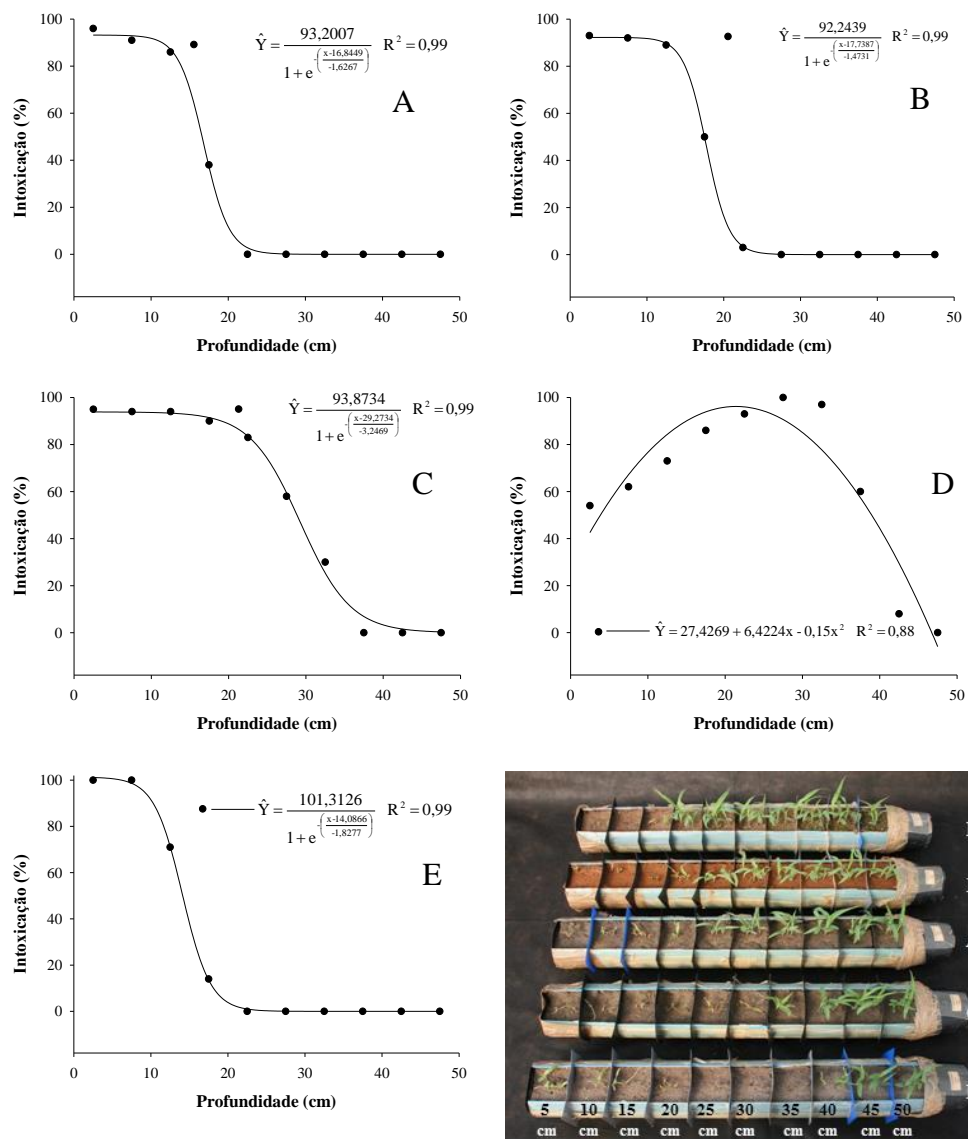 100
80
60
40
20
0
Intoxicação (%)
Ŷ = 93,2007 / (1 + e^-((x-16,8449)/-1,6267)) R² = 0,99
A
0 10 20 30 40 50
Profundidade (cm)
100
80
60
40
20
0
Intoxicação (%)
Ŷ = 92,2439 / (1 + e^-((x-17,7387)/-1,4731)) R² = 0,99
B
0 10 20 30 40 50
Profundidade (cm)
100
80
60
40
20
0
Intoxicação (%)
Ŷ = 93,8734 / (1 + e^-((x-29,2734)/-3,2469)) R² = 0,99
C
0 10 20 30 40 50
Profundidade (cm)
100
80
60
40
20
0
Intoxicação (%)
D
Ŷ = 27,4269 + 6,4224x - 0,15x² R² = 0,88
0 10 20 30 40 50
Profundidade (cm)
100
80
60
40
20
0
Intoxicação (%)
Ŷ = 101,3126 / (1 + e^-((x-14,0866)/-1,8277)) R² = 0,99
E
0 10 20 30 40 50
Profundidade (cm)
5 10 15 20 25 30 35 40 45 50
cm cm cm cm cm cm cm cm cm cm